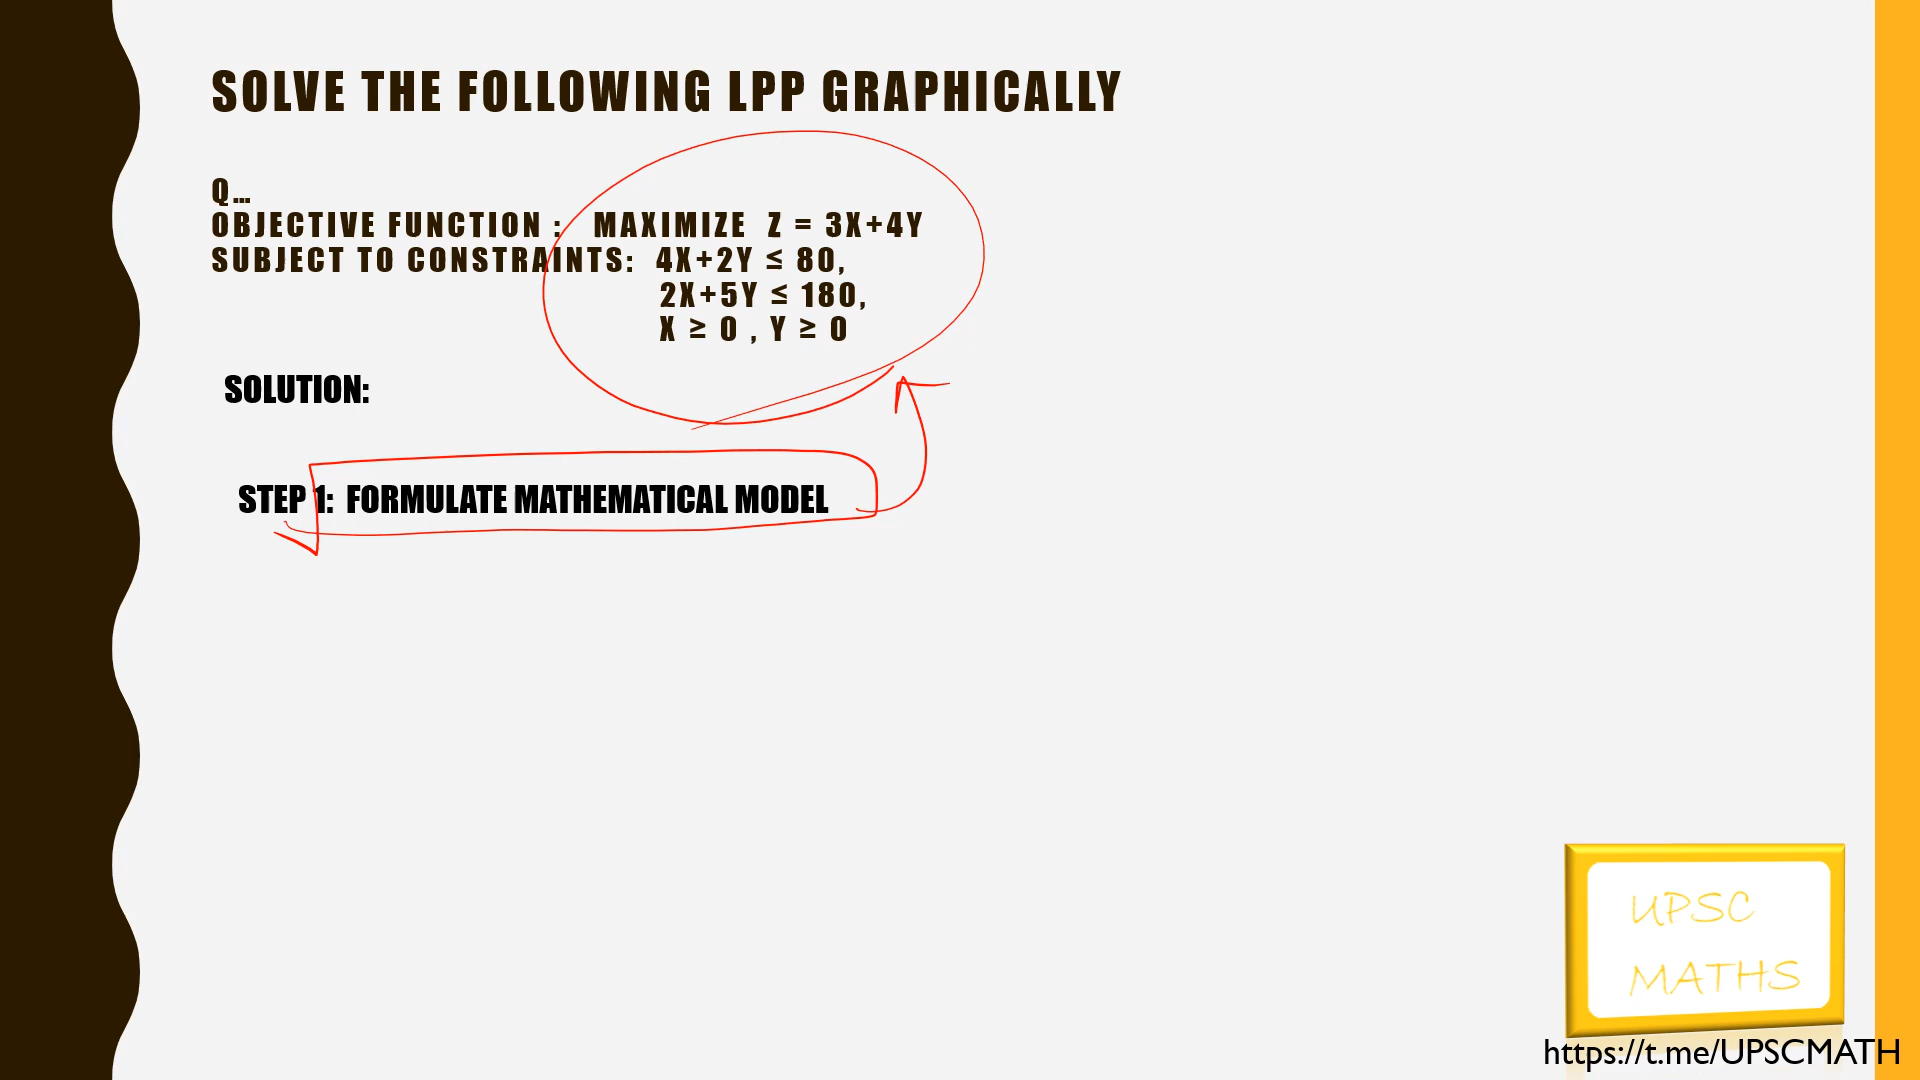 SOLVE THE FOLLOWING LPP GRAPHICALLY
Q...
OBJECTIVE FUNCTION : MAXIMIZE Z = 3X+4Y
SUBJECT TO CONSTRAINTS: 4X+2Y ≤ 80,
2X+5Y ≤ 180,
X ≥ 0 , Y ≥ 0
SOLUTION:
STEP 1: FORMULATE MATHEMATICAL MODEL
UPSC
MATHS
https://t.me/UPSCMATH